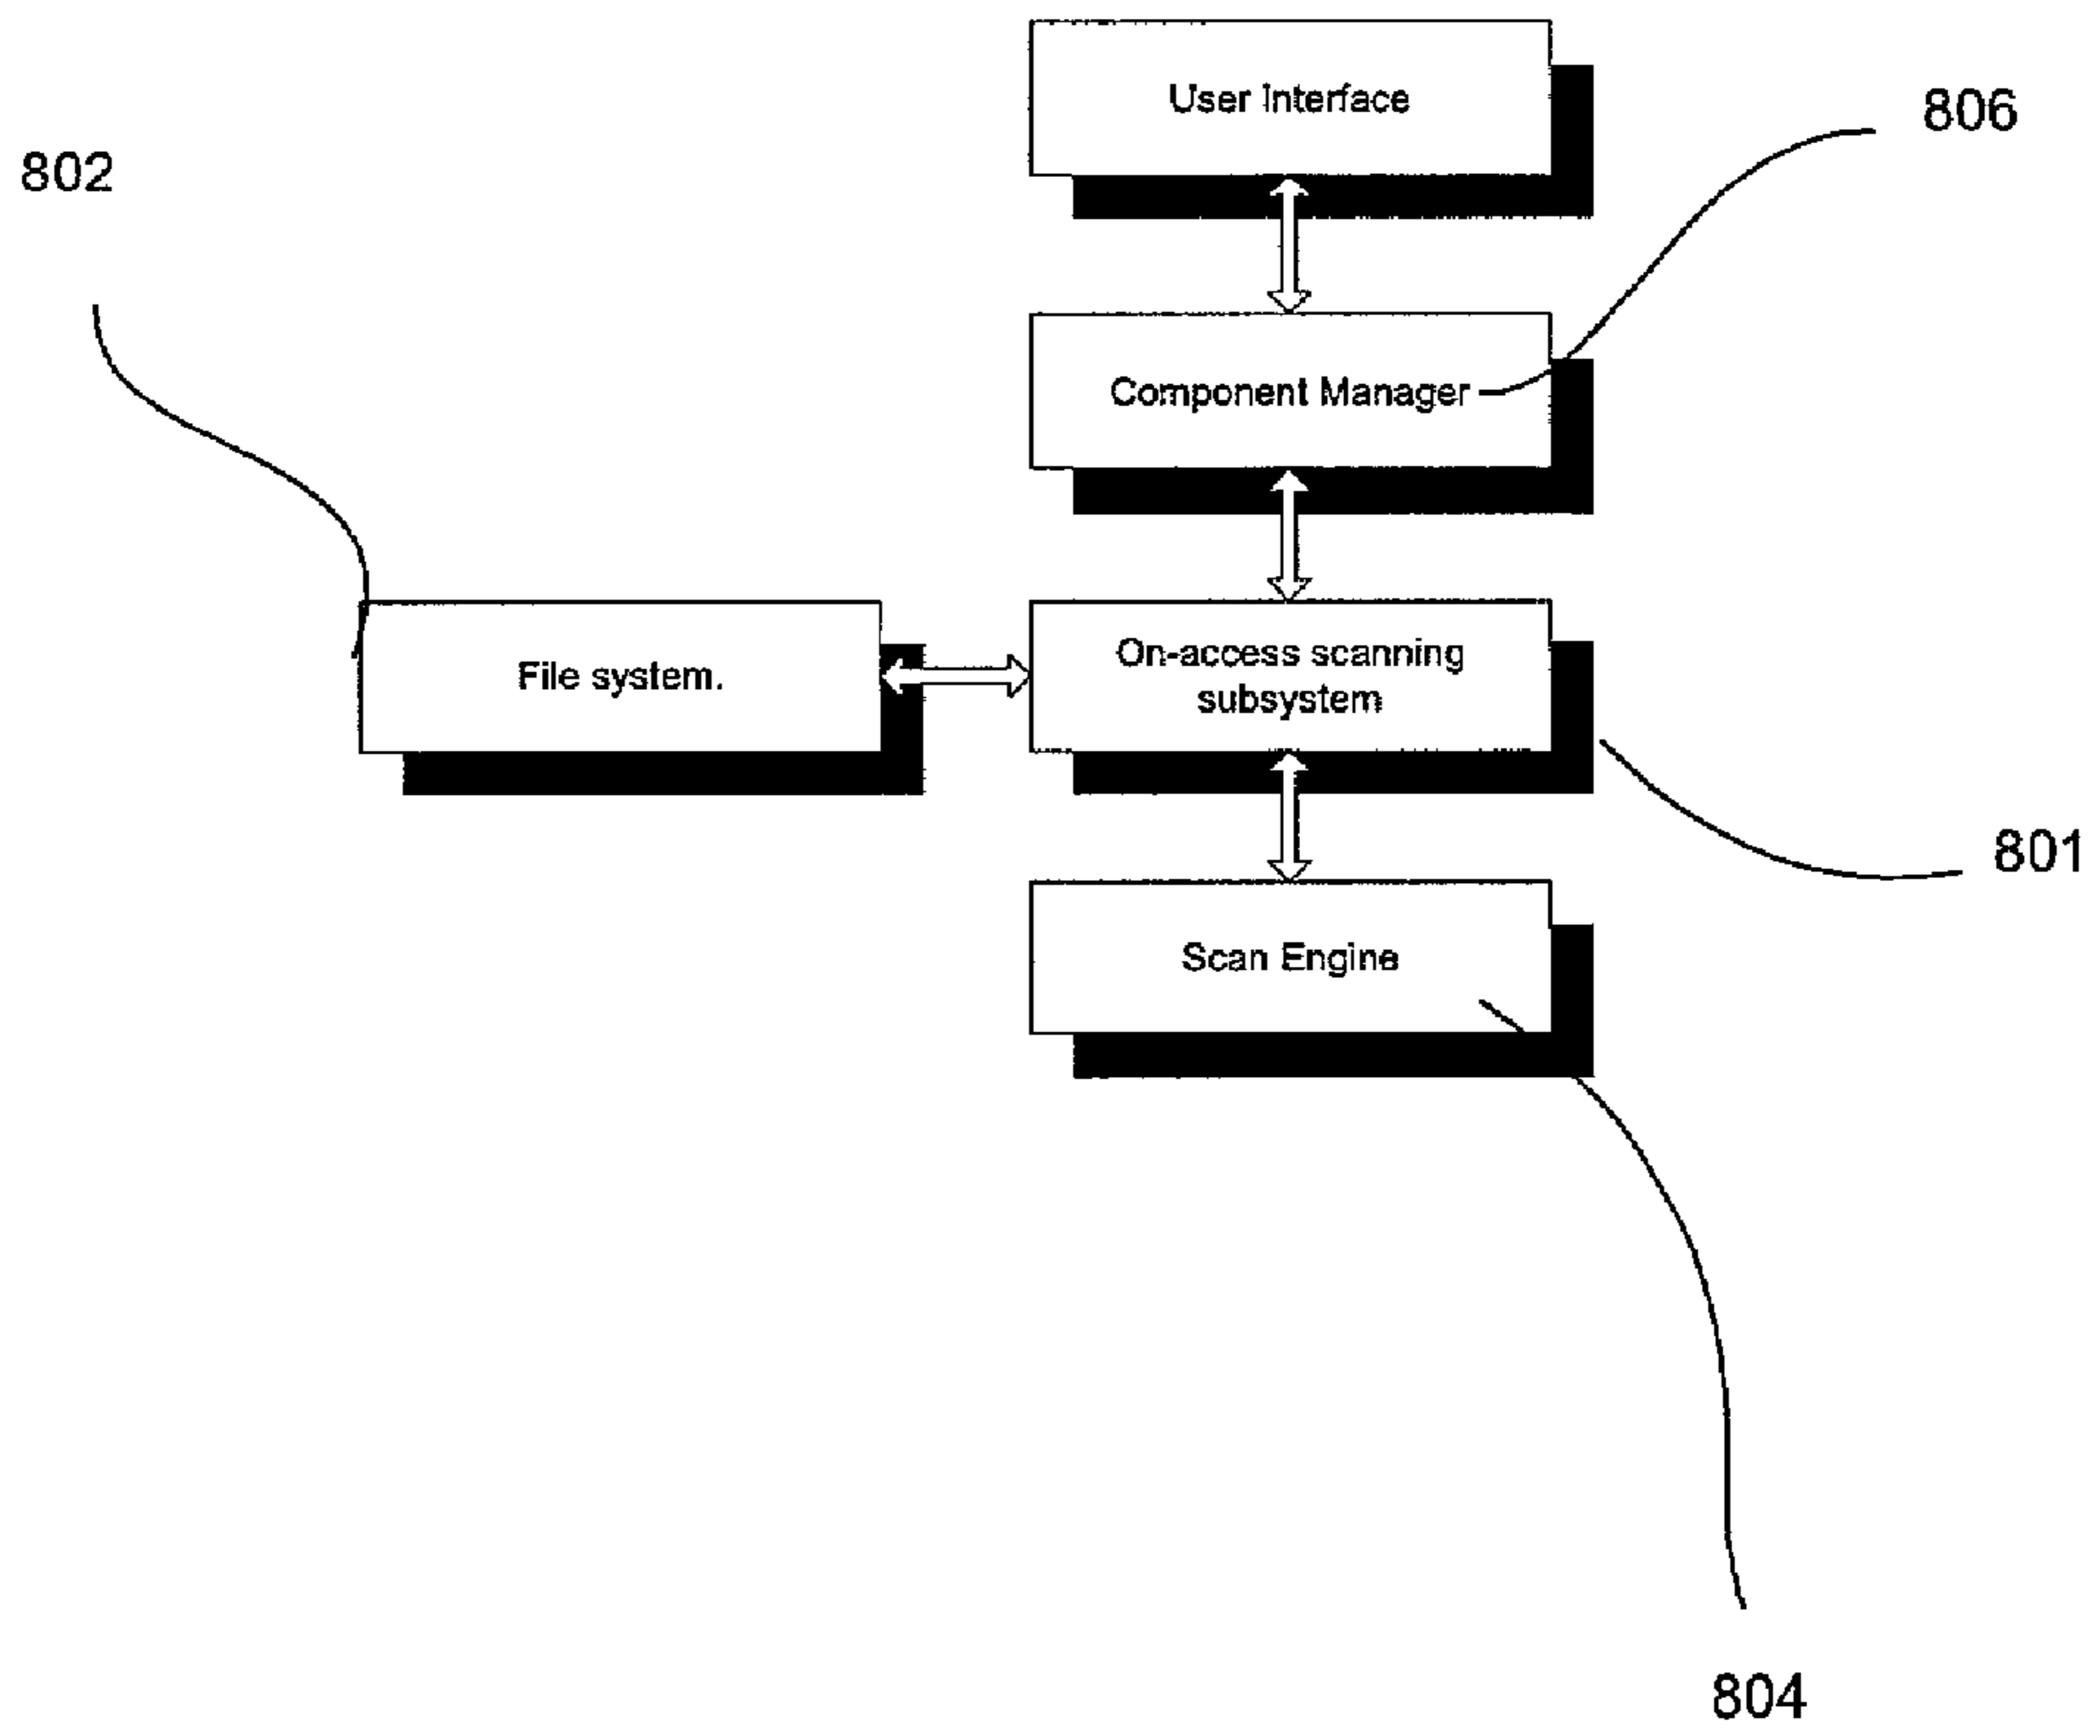 User Interface
806
802
Component Manager
File system.
On-access scanning
subsystem
801
Scan Engine
804